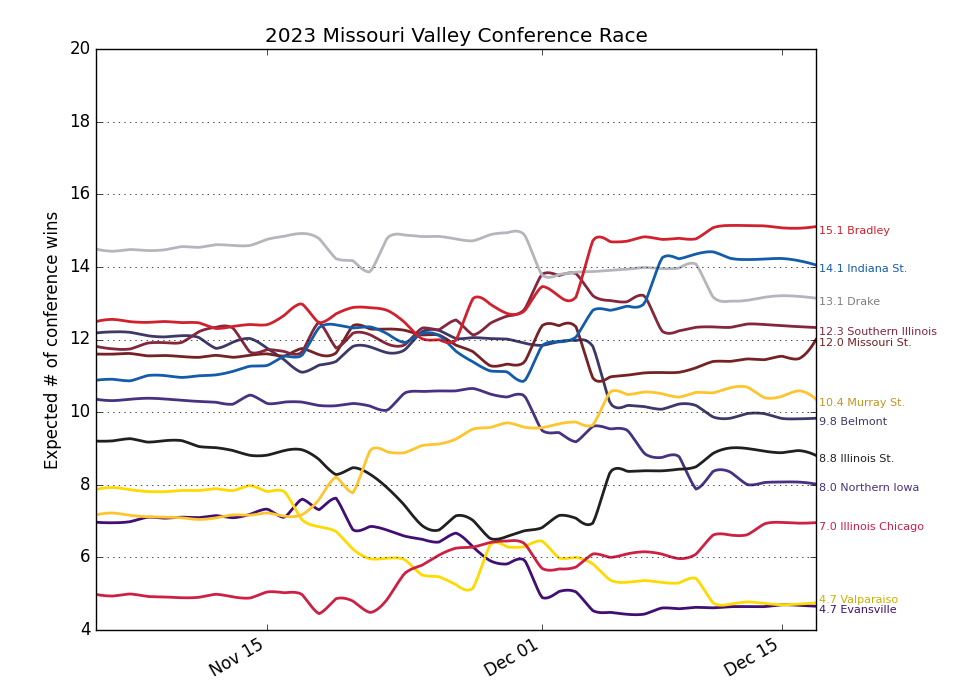 2023 Missouri Valley Conference Race
Expected # of conference wins
20
18
16
14
12
10
8
6
4
15.1 Bradley
14.1 Indiana St.
13.1 Drake
12.3 Southern Illinois
12.0 Missouri St.
10.4 Murray St.
9.8 Belmont
8.8 Illinois St.
8.0 Northern Iowa
7.0 Illinois Chicago
4.7 Valparaiso
4.7 Evansville
Nov 15
Dec 01
Dec 15